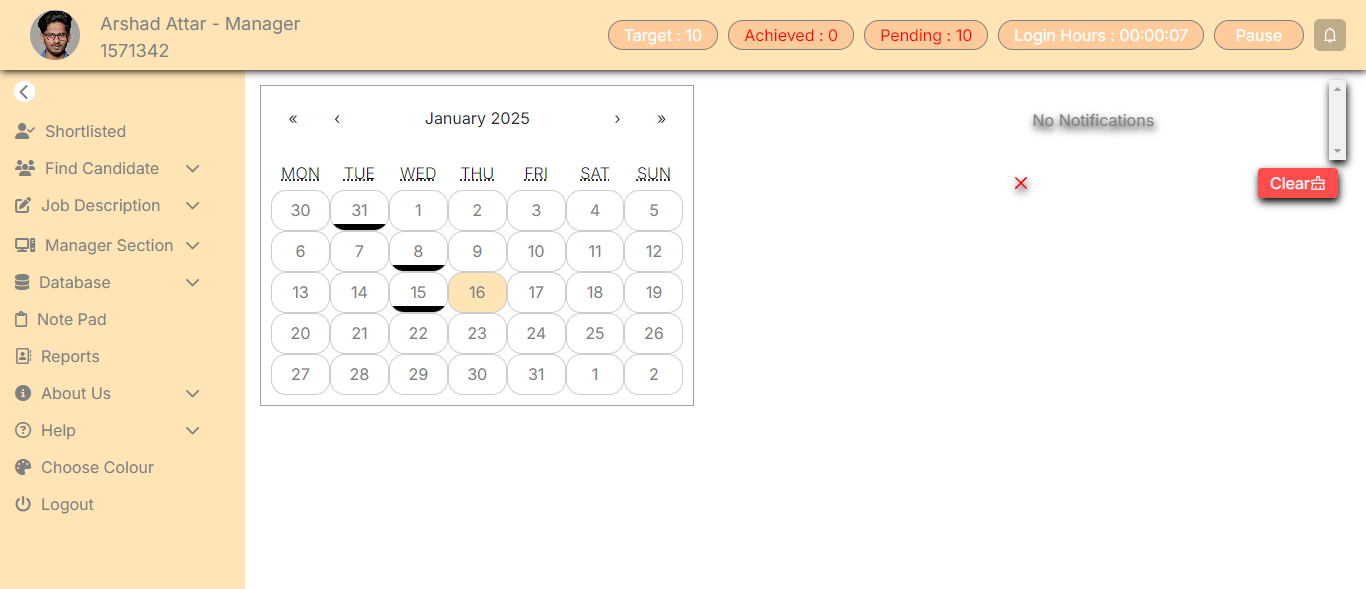 Arshad Attar - Manager
1571342
Target : 10
Achieved : 0
Pending : 10
Login Hours : 00:00:07
Pause
Shortlisted
Find Candidate
Job Description
Manager Section
Database
Note Pad
Reports
About Us
Help
Choose Colour
Logout
« ‹ January 2025 › »
MON TUE WED THU FRI SAT SUN
30 31 1 2 3 4 5
6 7 8 9 10 11 12
13 14 15 16 17 18 19
20 21 22 23 24 25 26
27 28 29 30 31 1 2
No Notifications
Clear